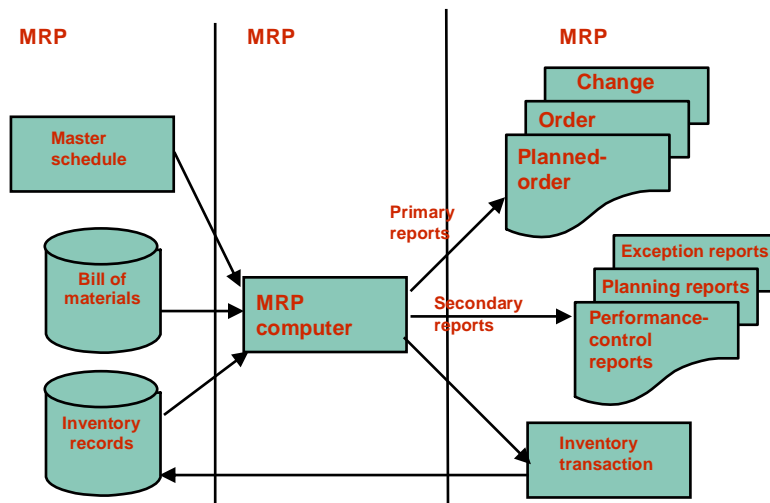 MRP
MRP
MRP
Change
Order
Planned-
order
Master
schedule
Primary
reports
Bill of
materials
MRP
computer
Secondary
reports
Exception reports
Planning reports
Performance-
control
reports
Inventory
records
Inventory
transaction